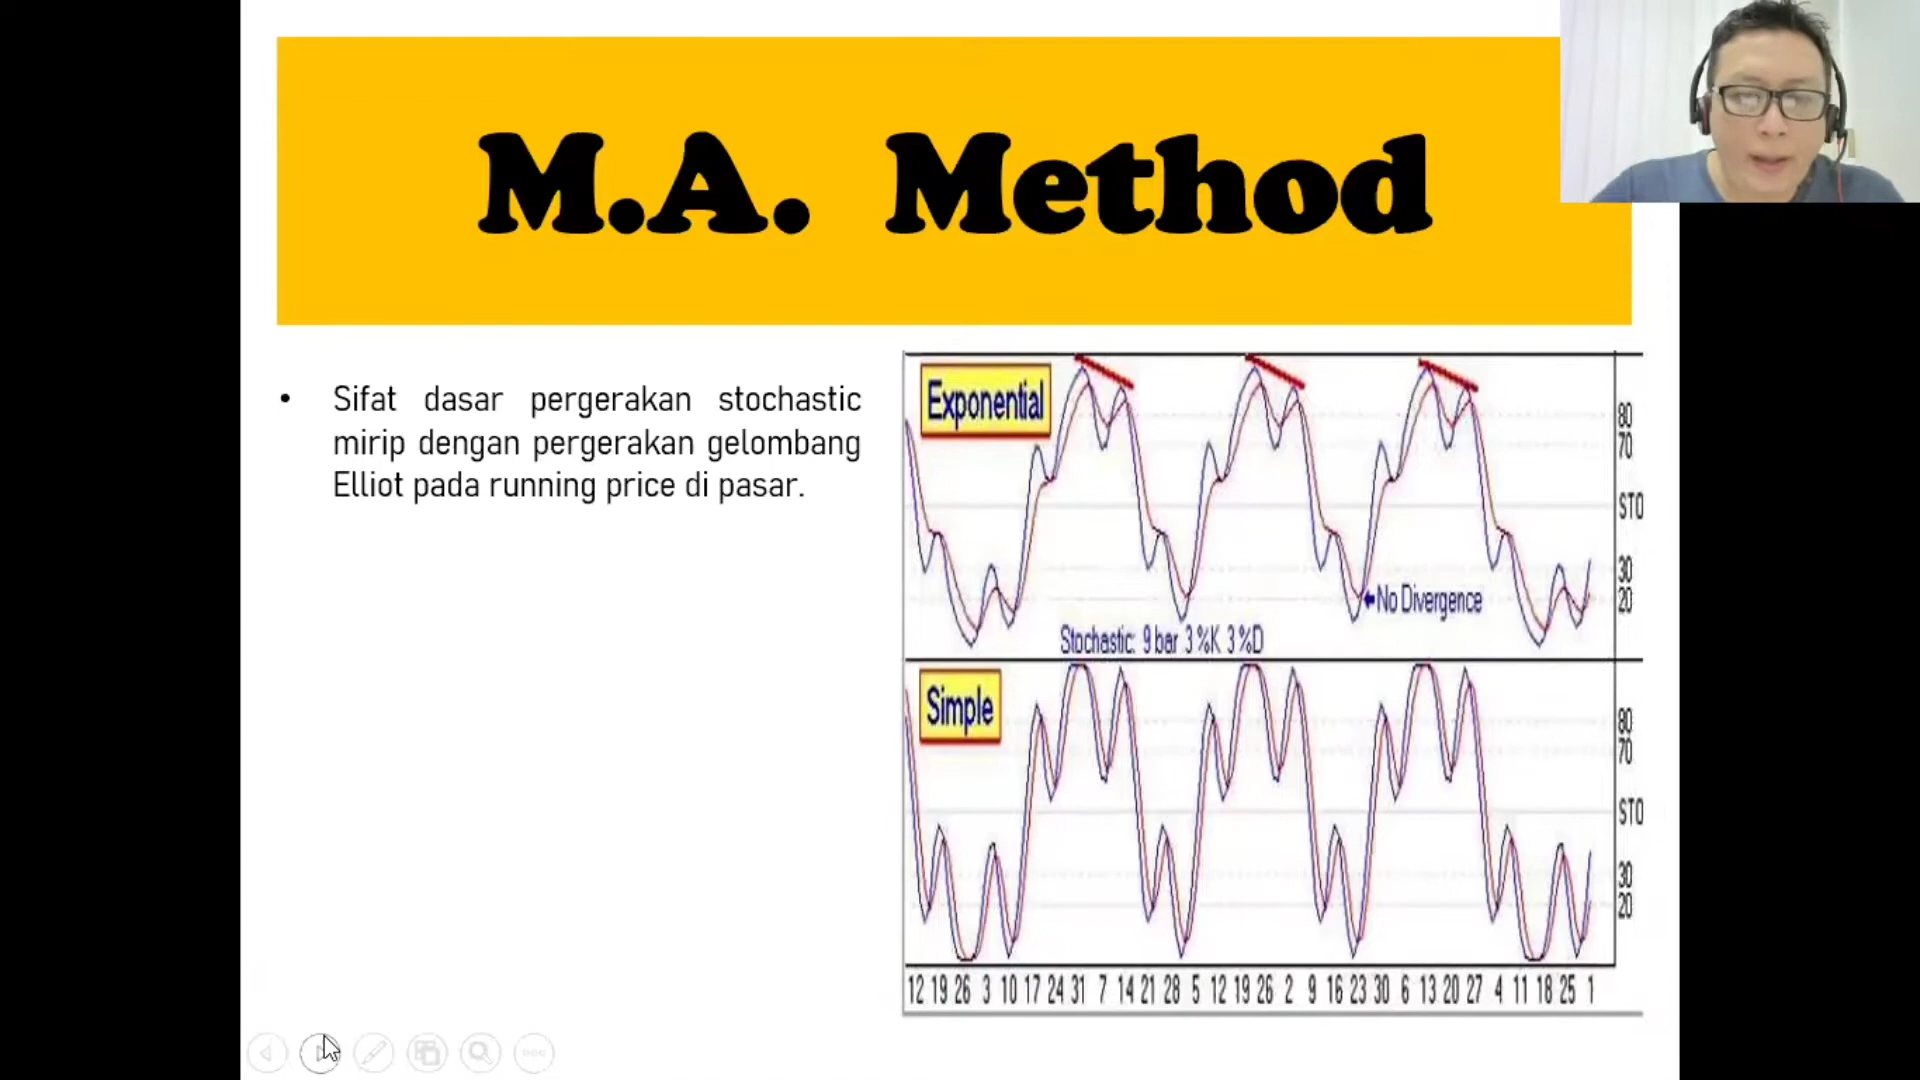 M.A. Method
• Sifat dasar pergerakan stochastic
mirip dengan pergerakan gelombang
Elliot pada running price di pasar.
Exponential
80
70
STO
30
20
No Divergence
Stochastic: 9 bar 3 %K 3 %D
Simple
80
70
STO
30
20
12 19 26 3 10 17 24 31 7 14 21 28 5 12 19 26 2 9 16 23 30 6 13 20 27 4 11 18 25 1